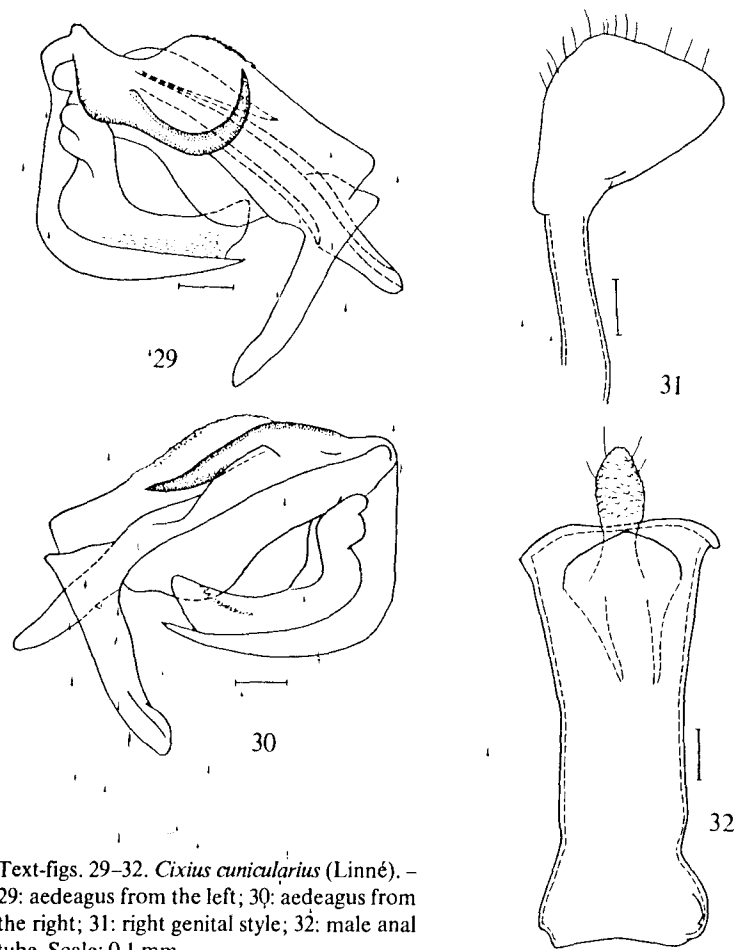 29
31
30
32
Text-figs. 29–32. Cixius cunicularius (Linné). –
29: aedeagus from the left; 30: aedeagus from
the right; 31: right genital style; 32: male anal
tube. Scale: 0.1 mm.